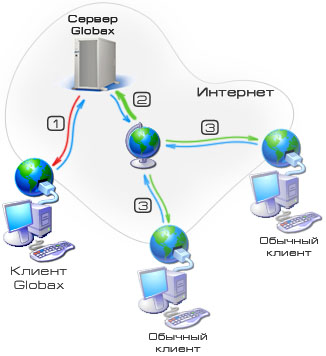 Сервер
Globax
1
2
Интернет
3
3
Клиент
Globax
Обычный
клиент
Обычный
клиент